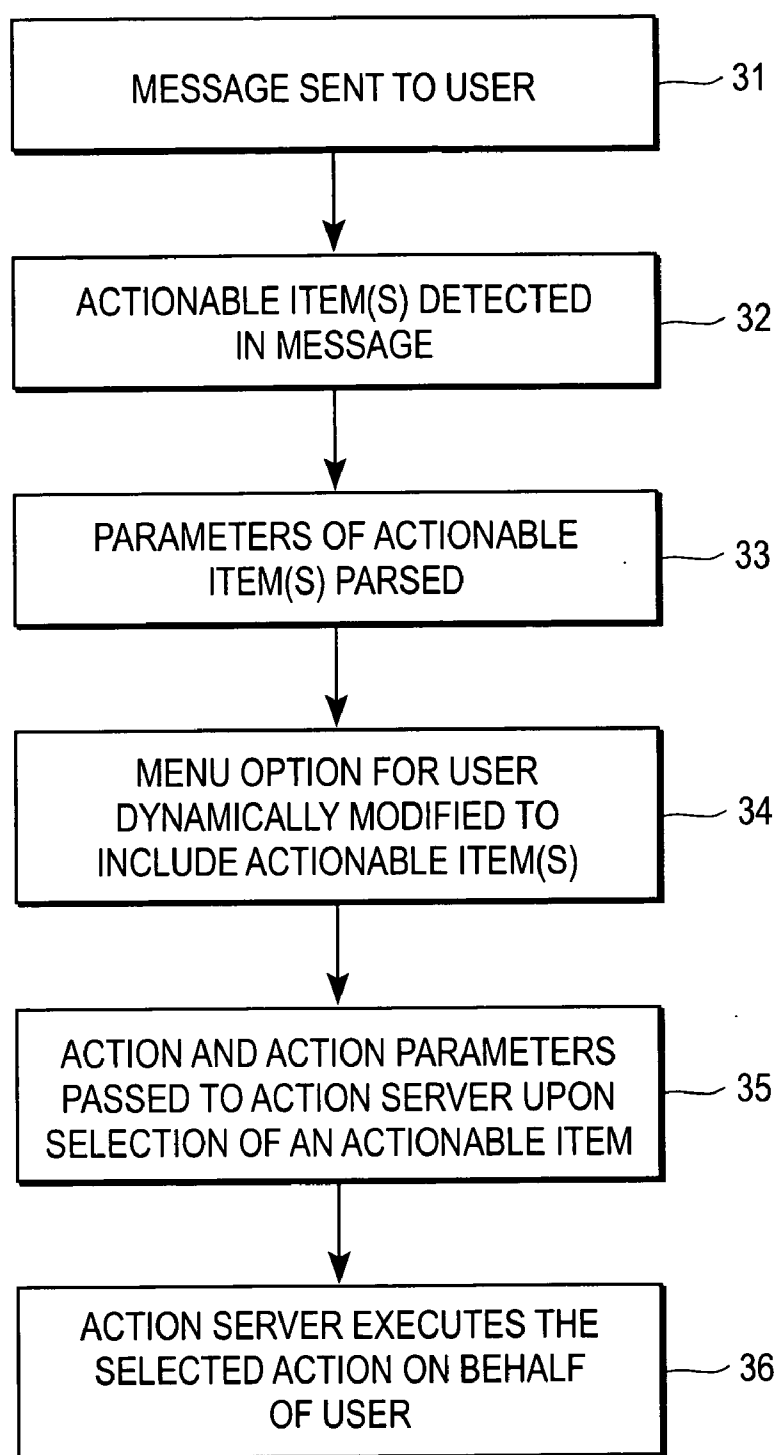 MESSAGE SENT TO USER
31
ACTIONABLE ITEM(S) DETECTED
IN MESSAGE
32
PARAMETERS OF ACTIONABLE
ITEM(S) PARSED
33
MENU OPTION FOR USER
DYNAMICALLY MODIFIED TO
INCLUDE ACTIONABLE ITEM(S)
34
ACTION AND ACTION PARAMETERS
PASSED TO ACTION SERVER UPON
SELECTION OF AN ACTIONABLE ITEM
35
ACTION SERVER EXECUTES THE
SELECTED ACTION ON BEHALF
OF USER
36